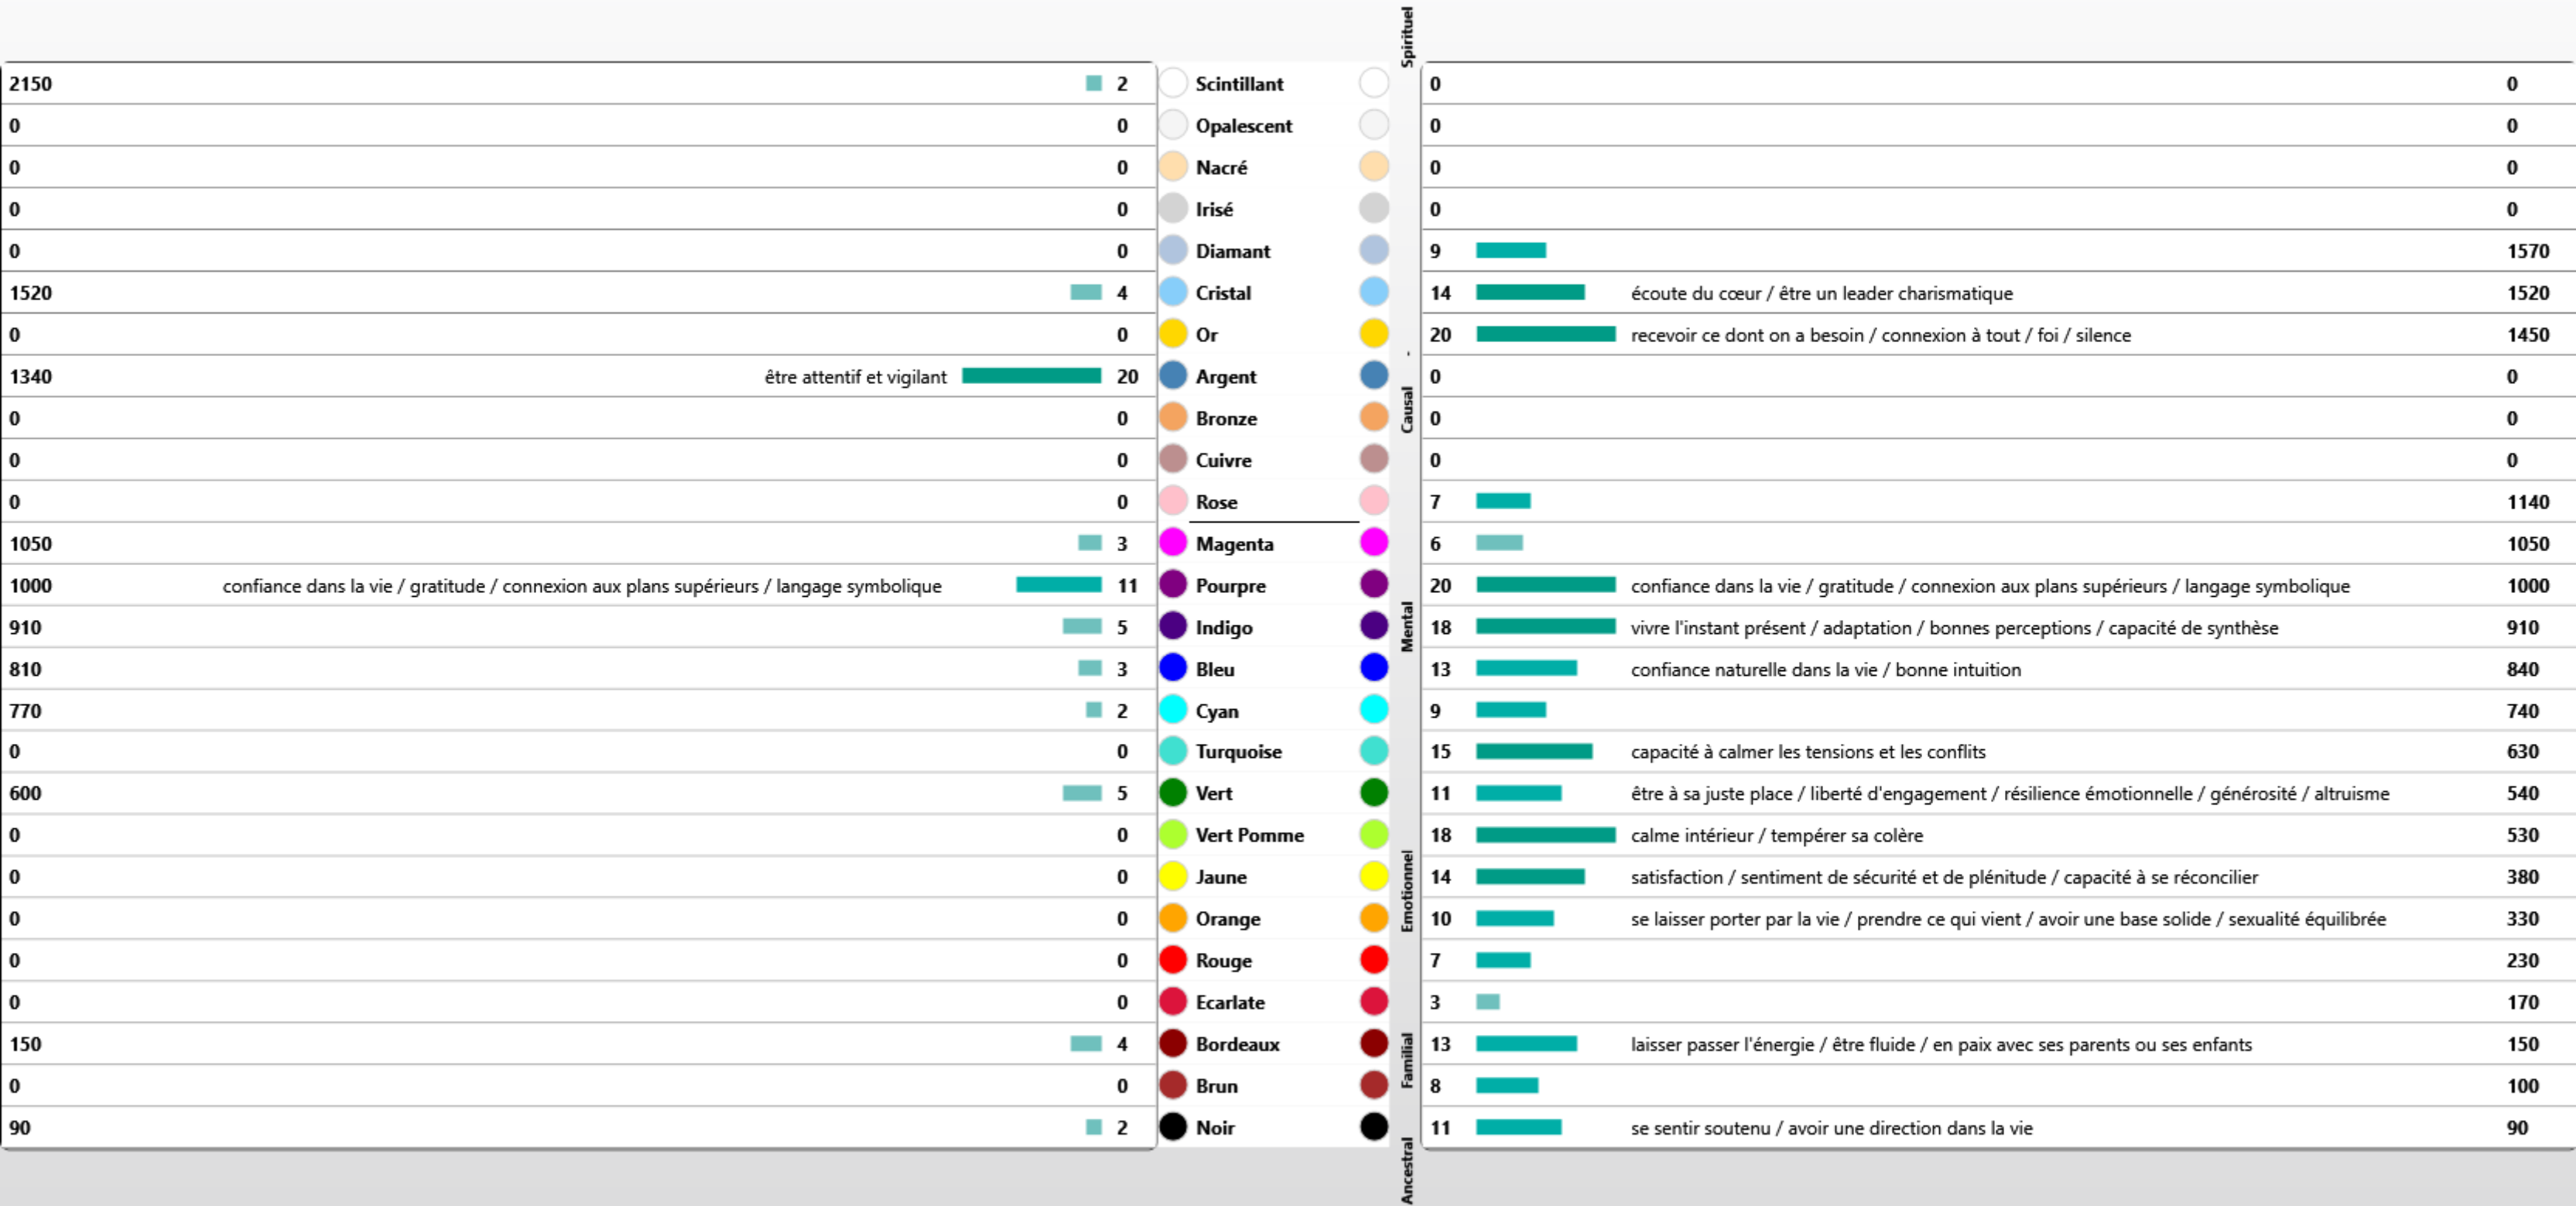 Spirituel
2150 2 Scintillant 0 0
0 0 Opalescent 0 0
0 0 Nacré 0 0
0 0 Irisé 0 0
0 0 Diamant 9 1570
1520 4 Cristal 14 écoute du cœur / être un leader charismatique 1520
0 0 Or 20 recevoir ce dont on a besoin / connexion à tout / foi / silence 1450
-
1340 être attentif et vigilant 20 Argent 0 0
Causal
0 0 Bronze 0 0
0 0 Cuivre 0 0
0 0 Rose 7 1140
1050 3 Magenta 6 1050
1000 confiance dans la vie / gratitude / connexion aux plans supérieurs / langage symbolique 11 Pourpre 20 confiance dans la vie / gratitude / connexion aux plans supérieurs / langage symbolique 1000
Mental
910 5 Indigo 18 vivre l'instant présent / adaptation / bonnes perceptions / capacité de synthèse 910
810 3 Bleu 13 confiance naturelle dans la vie / bonne intuition 840
770 2 Cyan 9 740
0 0 Turquoise 15 capacité à calmer les tensions et les conflits 630
600 5 Vert 11 être à sa juste place / liberté d'engagement / résilience émotionnelle / générosité / altruisme 540
0 0 Vert Pomme 18 calme intérieur / tempérer sa colère 530
0 0 Jaune 14 satisfaction / sentiment de sécurité et de plénitude / capacité à se réconcilier 380
Emotionnel
0 0 Orange 10 se laisser porter par la vie / prendre ce qui vient / avoir une base solide / sexualité équilibrée 330
0 0 Rouge 7 230
0 0 Ecarlate 3 170
150 4 Bordeaux 13 laisser passer l'énergie / être fluide / en paix avec ses parents ou ses enfants 150
Familial
0 0 Brun 8 100
90 2 Noir 11 se sentir soutenu / avoir une direction dans la vie 90
Ancestral